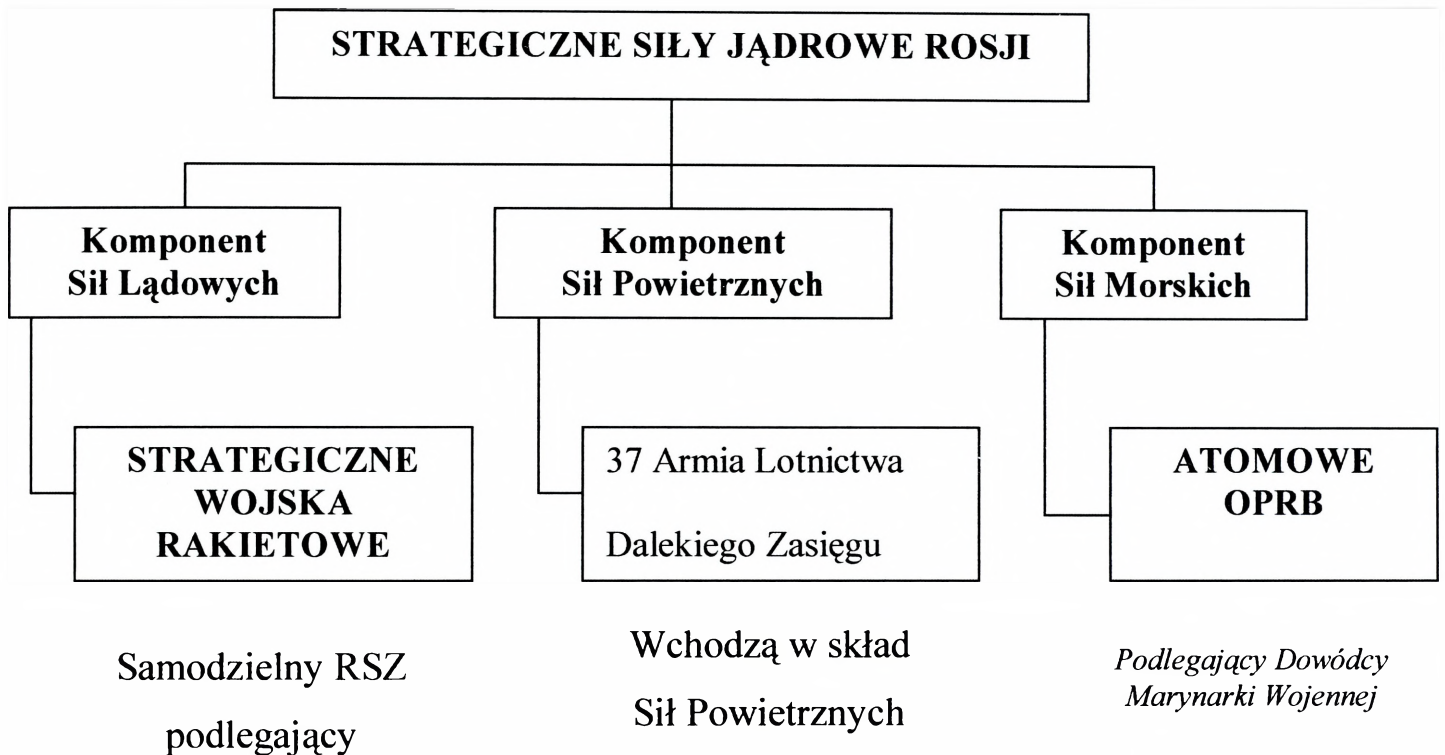 STRATEGICZNE SIŁY JĄDROWE ROSJI
Komponent
Sił Lądowych
Komponent
Sił Powietrznych
Komponent
Sił Morskich
STRATEGICZNE
WOJSKA
RAKIETOWE
37 Armia Lotnictwa
Dalekiego Zasięgu
ATOMOWE
OPRB
Samodzielny RSZ
podlegający
Wchodzą w skład
Sił Powietrznych
Podlegający Dowódcy
Marynarki Wojennej